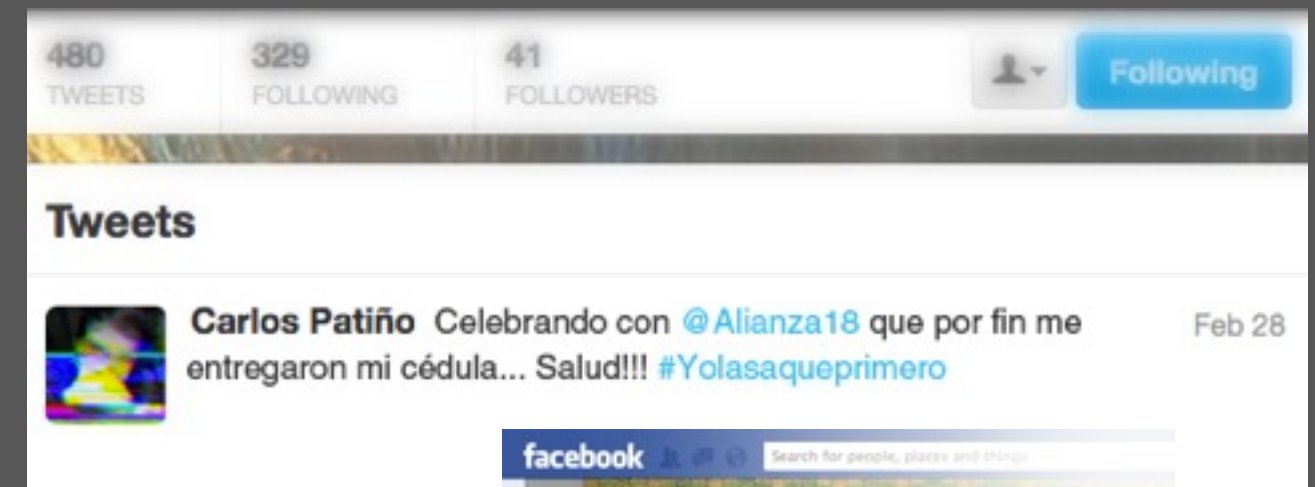 480 329 41
TWEETS FOLLOWING FOLLOWERS Following
Tweets
Carlos Patiño Celebrando con @Alianza18 que por fin me Feb 28
entregaron mi cédula... Salud!!! #Yolasaqueprimero
facebook Search for people, places and things